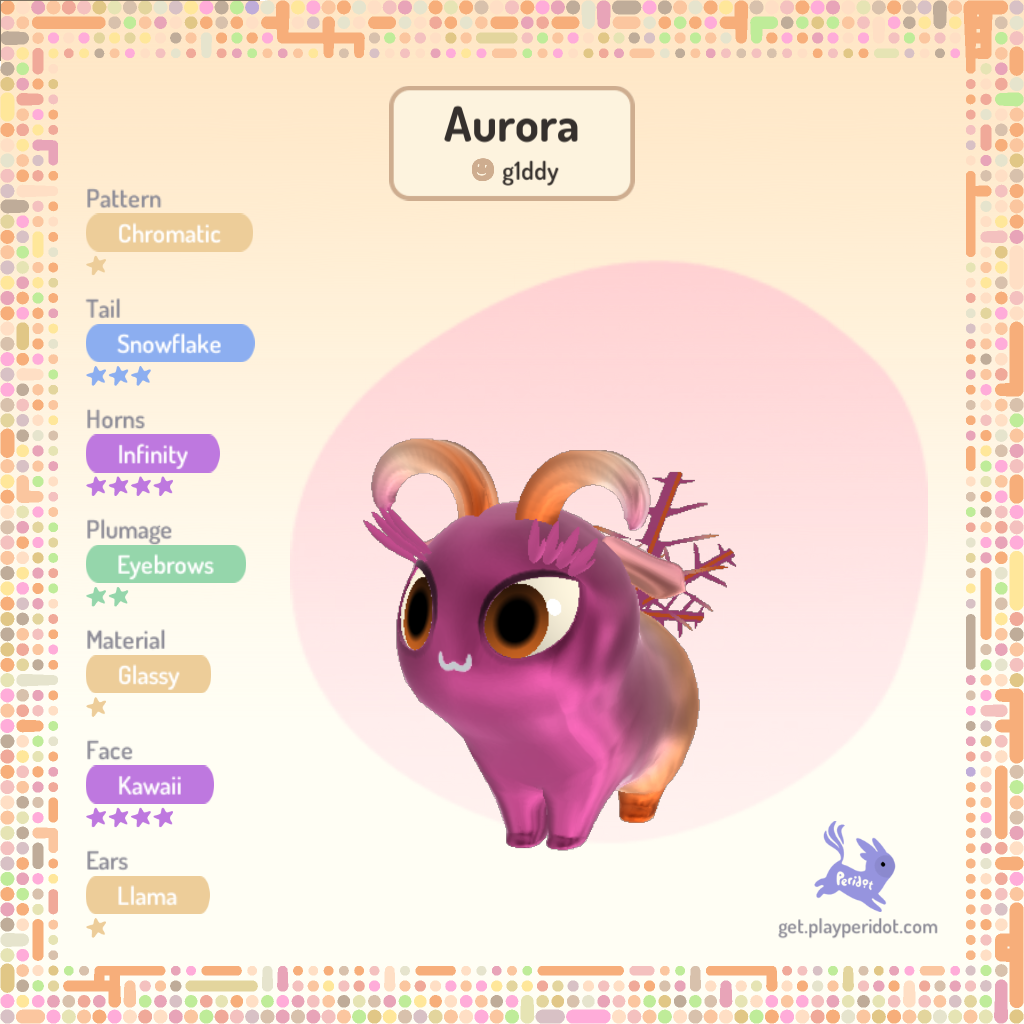 Aurora
g1ddy
Pattern
Chromatic
Tail
Snowflake
Horns
Infinity
Plumage
Eyebrows
Material
Glassy
Face
Kawaii
Ears
Llama
Peridot
get.playperidot.com